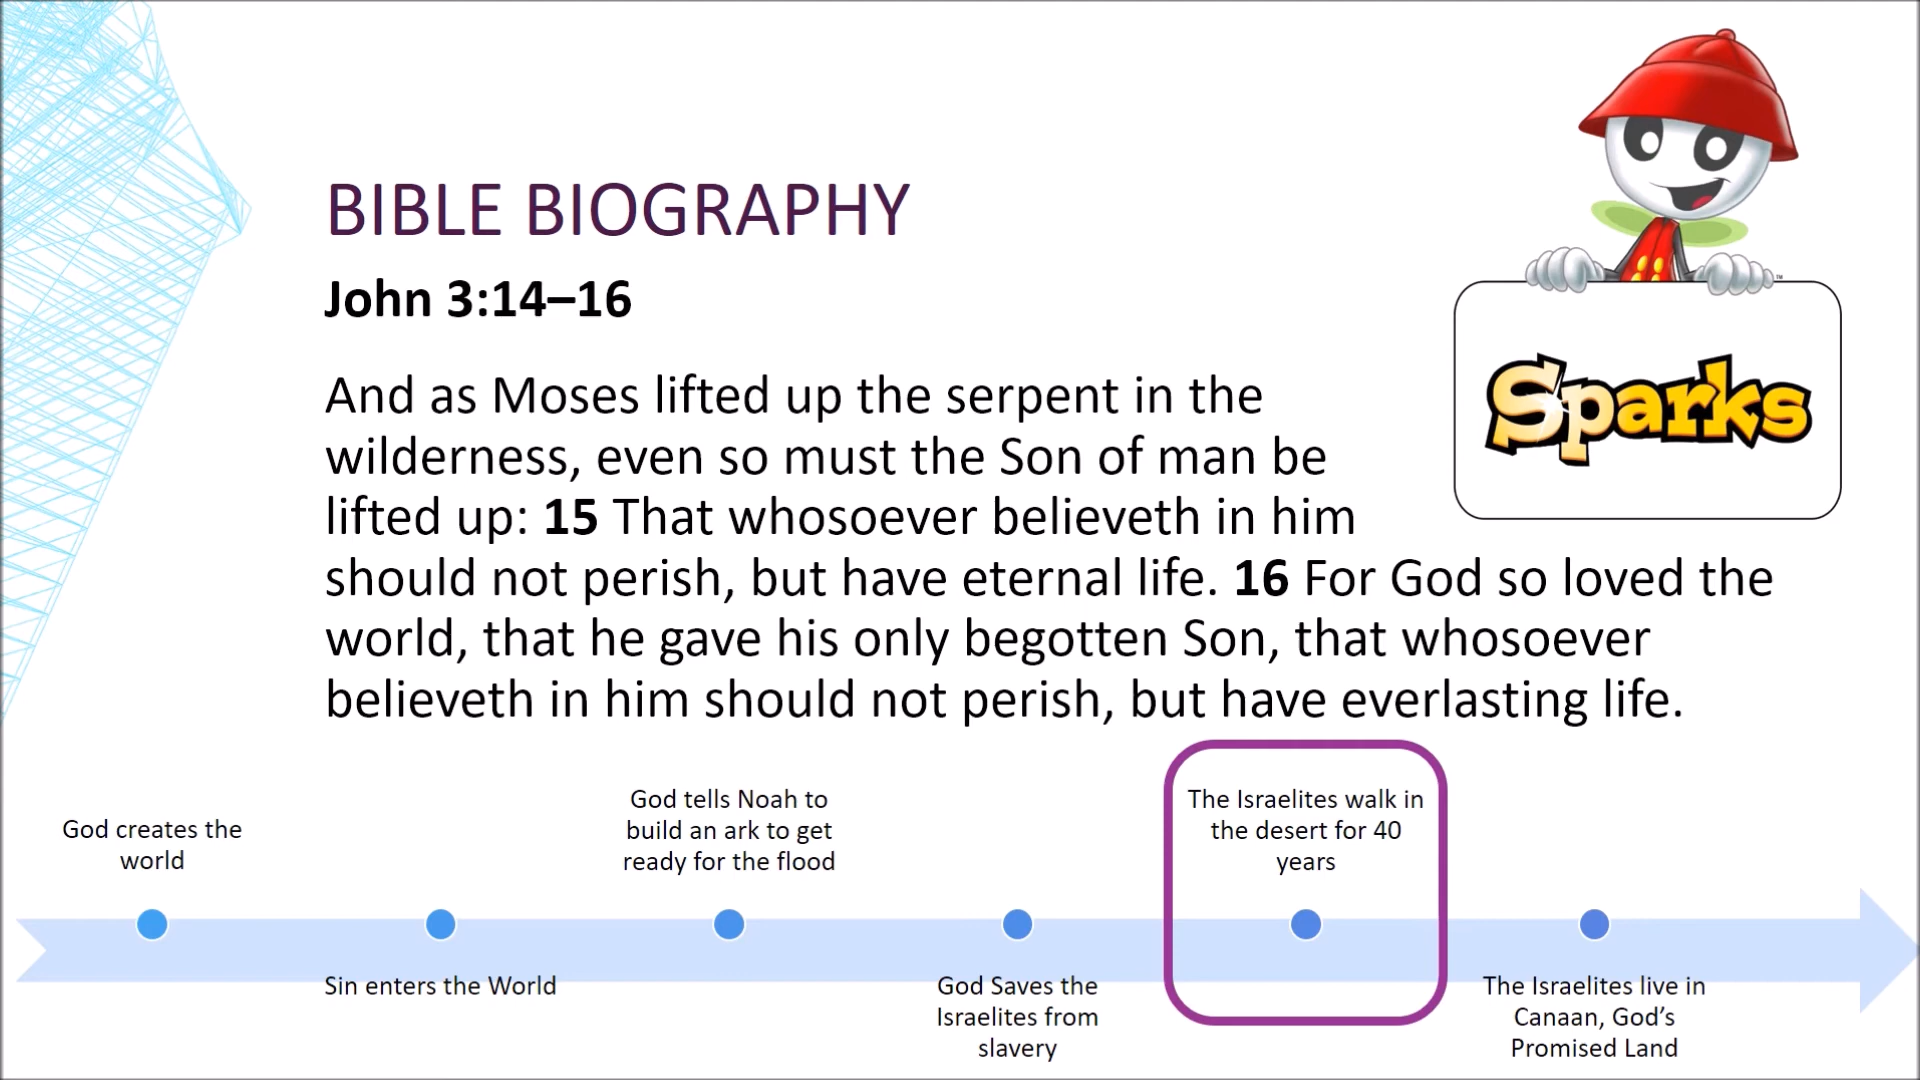 BIBLE BIOGRAPHY
John 3:14–16
And as Moses lifted up the serpent in the
wilderness, even so must the Son of man be
lifted up: 15 That whosoever believeth in him
should not perish, but have eternal life. 16 For God so loved the
world, that he gave his only begotten Son, that whosoever
believeth in him should not perish, but have everlasting life.
Sparks
™
God creates the
world
Sin enters the World
God tells Noah to
build an ark to get
ready for the flood
God Saves the
Israelites from
slavery
The Israelites walk in
the desert for 40
years
The Israelites live in
Canaan, God’s
Promised Land